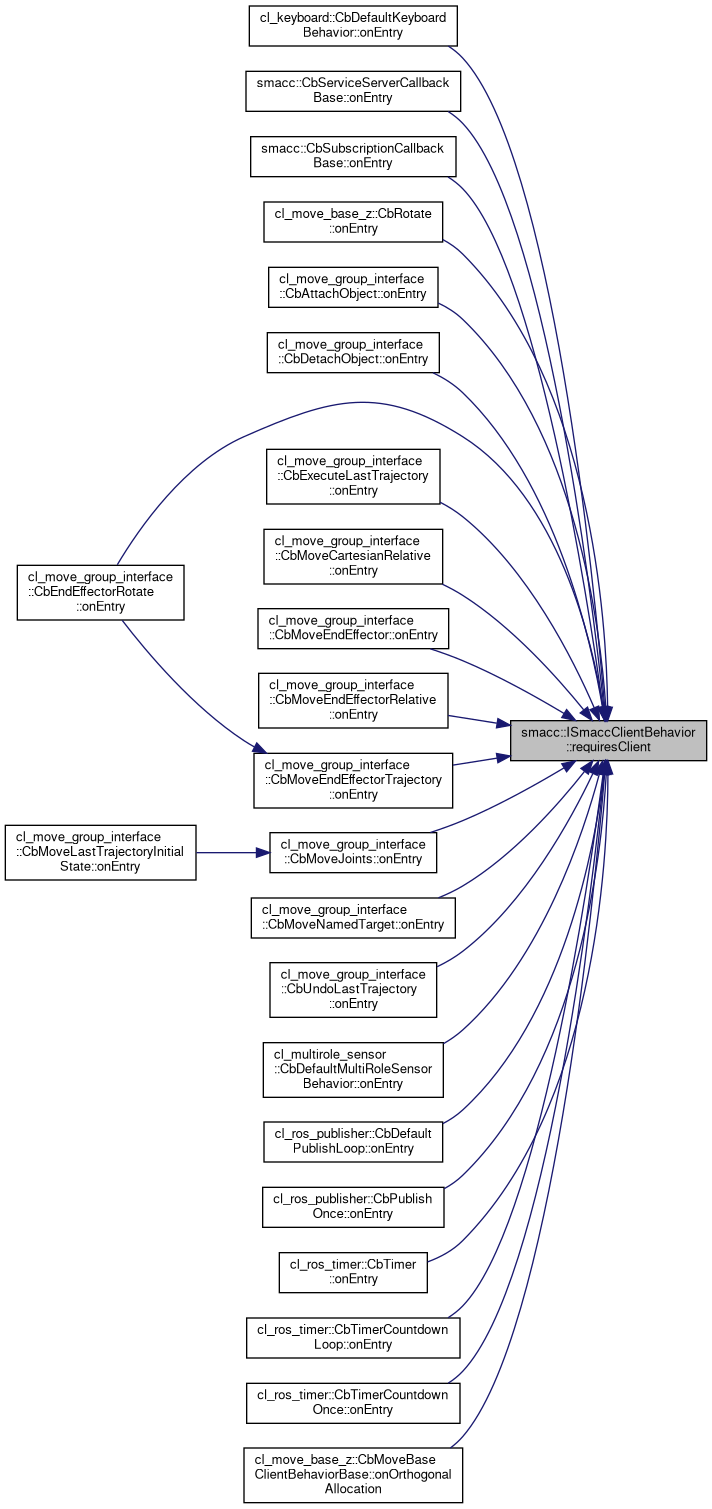 cl_keyboard::CbDefaultKeyboard
Behavior::onEntry
smacc::CbServiceServerCallback
Base::onEntry
smacc::CbSubscriptionCallback
Base::onEntry
cl_move_base_z::CbRotate
::onEntry
cl_move_group_interface
::CbAttachObject::onEntry
cl_move_group_interface
::CbDetachObject::onEntry
cl_move_group_interface
::CbExecuteLastTrajectory
::onEntry
cl_move_group_interface
::CbMoveCartesianRelative
::onEntry
cl_move_group_interface
::CbEndEffectorRotate
::onEntry
cl_move_group_interface
::CbMoveEndEffector::onEntry
cl_move_group_interface
::CbMoveEndEffectorRelative
::onEntry
smacc::ISmaccClientBehavior
::requiresClient
cl_move_group_interface
::CbMoveEndEffectorTrajectory
::onEntry
cl_move_group_interface
::CbMoveLastTrajectoryInitial
State::onEntry
cl_move_group_interface
::CbMoveJoints::onEntry
cl_move_group_interface
::CbMoveNamedTarget::onEntry
cl_move_group_interface
::CbUndoLastTrajectory
::onEntry
cl_multirole_sensor
::CbDefaultMultiRoleSensor
Behavior::onEntry
cl_ros_publisher::CbDefault
PublishLoop::onEntry
cl_ros_publisher::CbPublish
Once::onEntry
cl_ros_timer::CbTimer
::onEntry
cl_ros_timer::CbTimerCountdown
Loop::onEntry
cl_ros_timer::CbTimerCountdown
Once::onEntry
cl_move_base_z::CbMoveBase
ClientBehaviorBase::onOrthogonal
Allocation